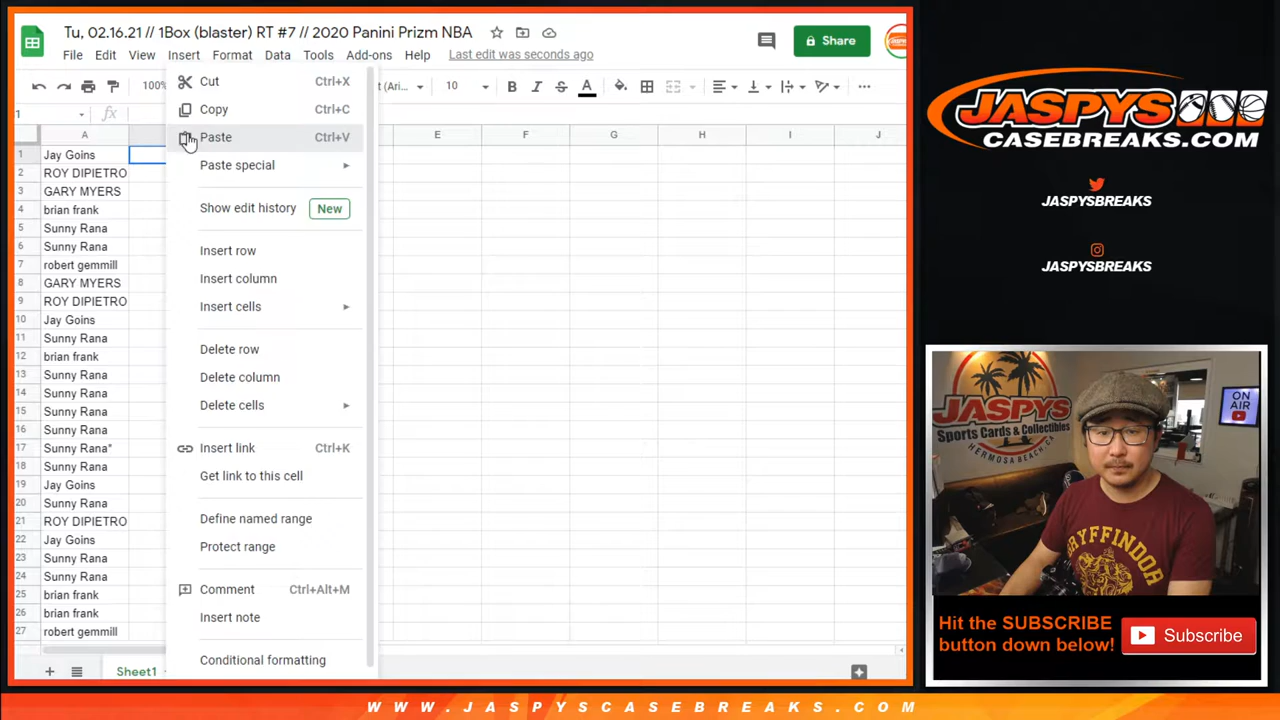 Tu, 02.16.21 // 1Box (blaster) RT #7 // 2020 Panini Prizm NBA
File Edit View Insert Format Data Tools Add-ons Help Last edit was seconds ago
Share
100%
10
B I S A
fx
A E F G H I J
1 Jay Goins
2 ROY DIPIETRO
3 GARY MYERS
4 brian frank
5 Sunny Rana
6 Sunny Rana
7 robert gemmill
8 GARY MYERS
9 ROY DIPIETRO
10 Jay Goins
11 Sunny Rana
12 brian frank
13 Sunny Rana
14 Sunny Rana
15 Sunny Rana
16 Sunny Rana
17 Sunny Rana*
18 Sunny Rana
19 Jay Goins
20 Sunny Rana
21 ROY DIPIETRO
22 Jay Goins
23 Sunny Rana
24 Sunny Rana
25 brian frank
26 brian frank
27 robert gemmill
Cut Ctrl+X
Copy Ctrl+C
Paste Ctrl+V
Paste special
Show edit history New
Insert row
Insert column
Insert cells
Delete row
Delete column
Delete cells
Insert link Ctrl+K
Get link to this cell
Define named range
Protect range
Comment Ctrl+Alt+M
Insert note
Conditional formatting
Sheet1
JASPYS
CASEBREAKS.COM
JASPYSBREAKS
JASPYSBREAKS
JASPYS
Sports Cards & Collectibles
HERMOSA BEACH, CA
ON AIR
GRYFFINDOR
Hit the SUBSCRIBE
button down below!
Subscribe
WWW.JASPYSCASEBREAKS.COM